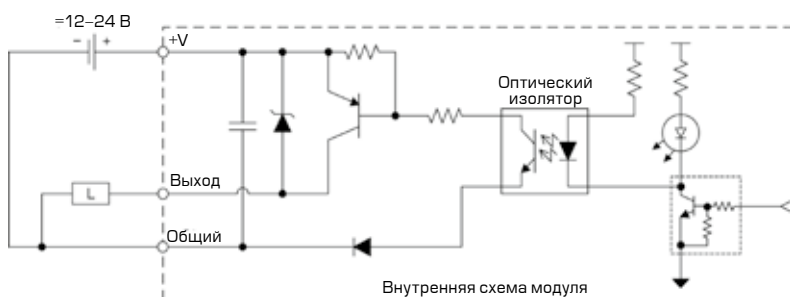 =12–24 В
− +
+V
Оптический
изолятор
Выход
L
Общий
Внутренняя схема модуля